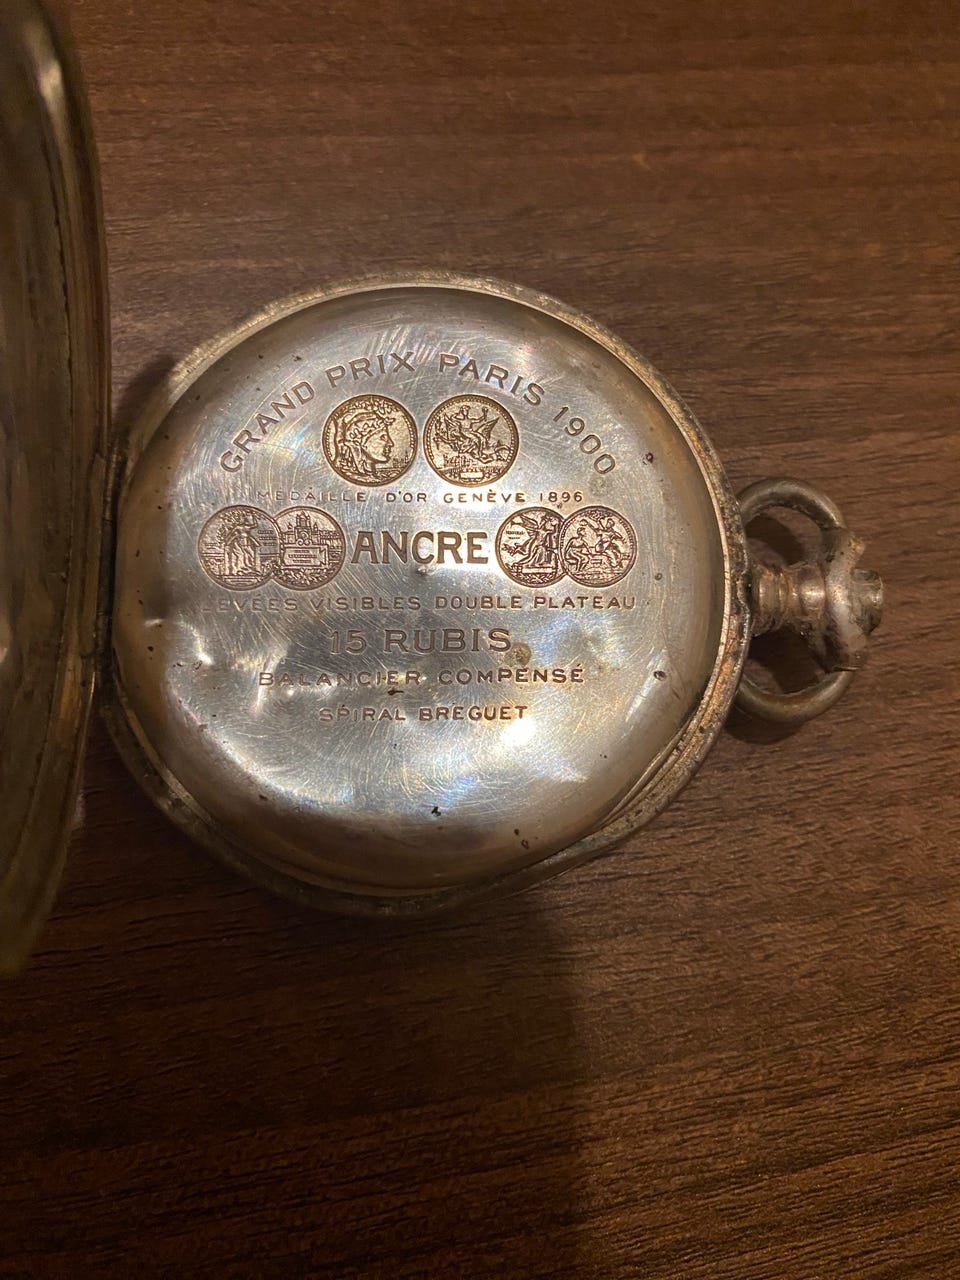 GRAND PRIX PARIS 1900
MEDAILLE D'OR GENÈVE 1896
ANCRE
LEVÉES VISIBLES DOUBLE PLATEAU
15 RUBIS
BALANCIER COMPENSÉ
SPIRAL BREGUET